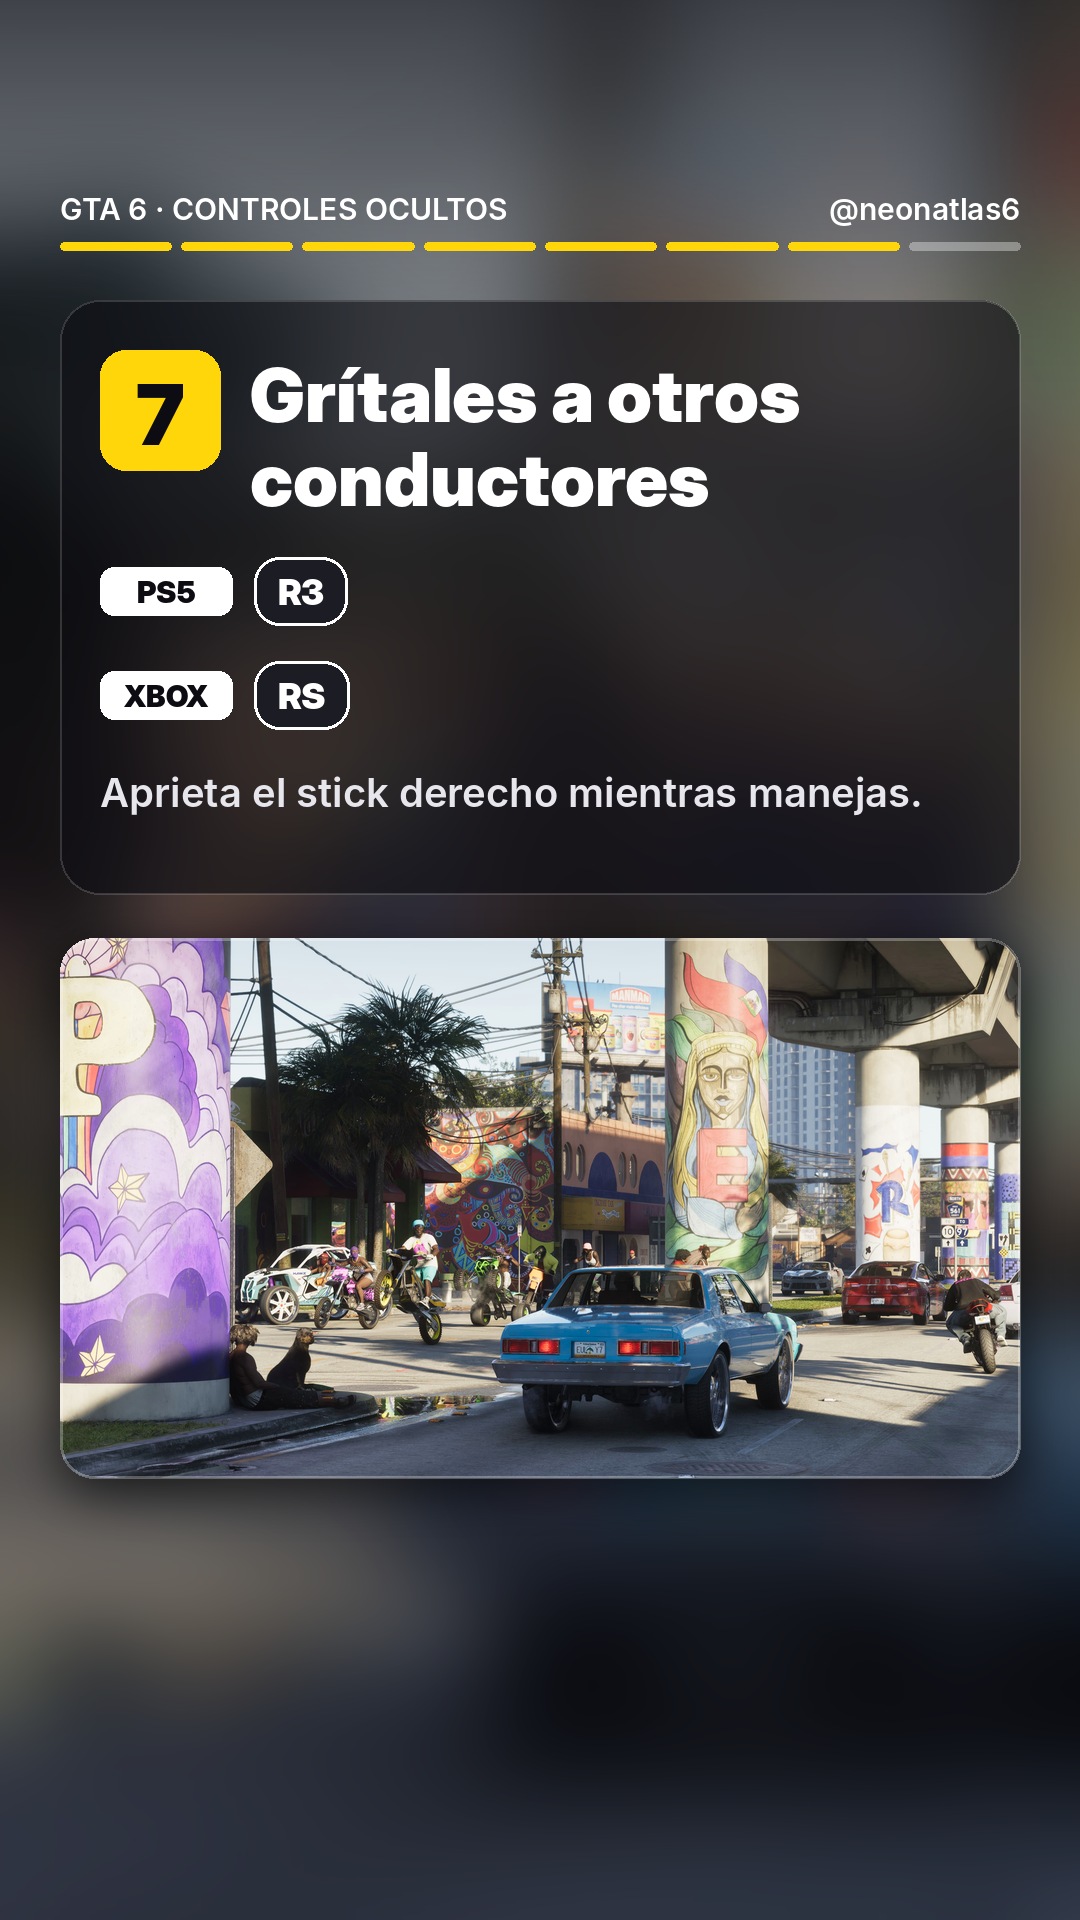 GTA 6 · CONTROLES OCULTOS
@neonatlas6
7
Grítales a otros
conductores
PS5
R3
XBOX
RS
Aprieta el stick derecho mientras manejas.
P
MANMAN
E
R